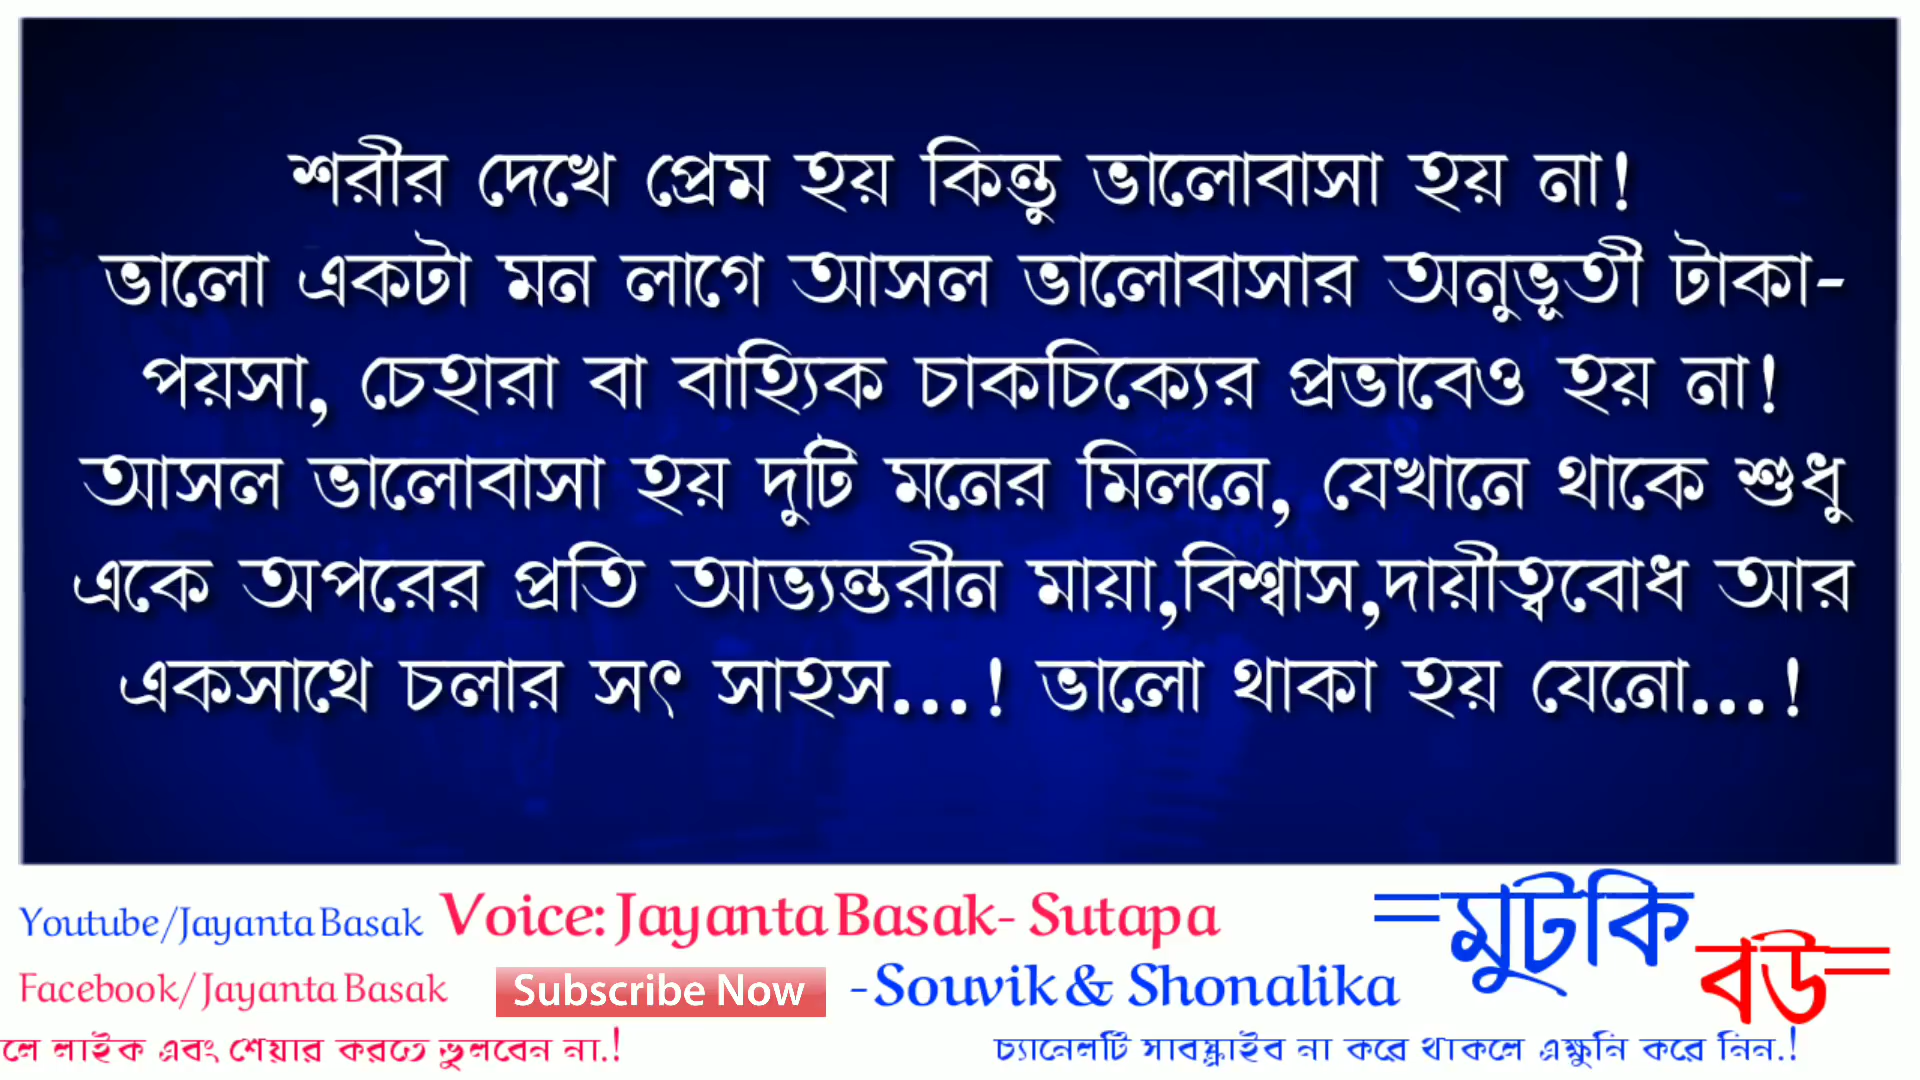 শরীর দেখে প্রেম হয় কিন্তু ভালোবাসা হয় না!
ভালো একটা মন লাগে আসল ভালোবাসার অনুভূতী টাকা-
পয়সা, চেহারা বা বাহ্যিক চাকচিক্যের প্রভাবেও হয় না!
আসল ভালোবাসা হয় দুটি মনের মিলনে, যেখানে থাকে শুধু
একে অপরের প্রতি আভ্যন্তরীন মায়া,বিশ্বাস,দায়ীত্ববোধ আর
একসাথে চলার সৎ সাহস...! ভালো থাকা হয় যেনো...!
Youtube/Jayanta Basak Voice: Jayanta Basak- Sutapa
Facebook/Jayanta Basak Subscribe Now -Souvik & Shonalika
=মুটকি
বউ=
লে লাইক এবং শেয়ার করতে ভুলবেন না.!
চ্যানেলটি সাবস্ক্রাইব না করে থাকলে এক্ষুনি করে নিন.!